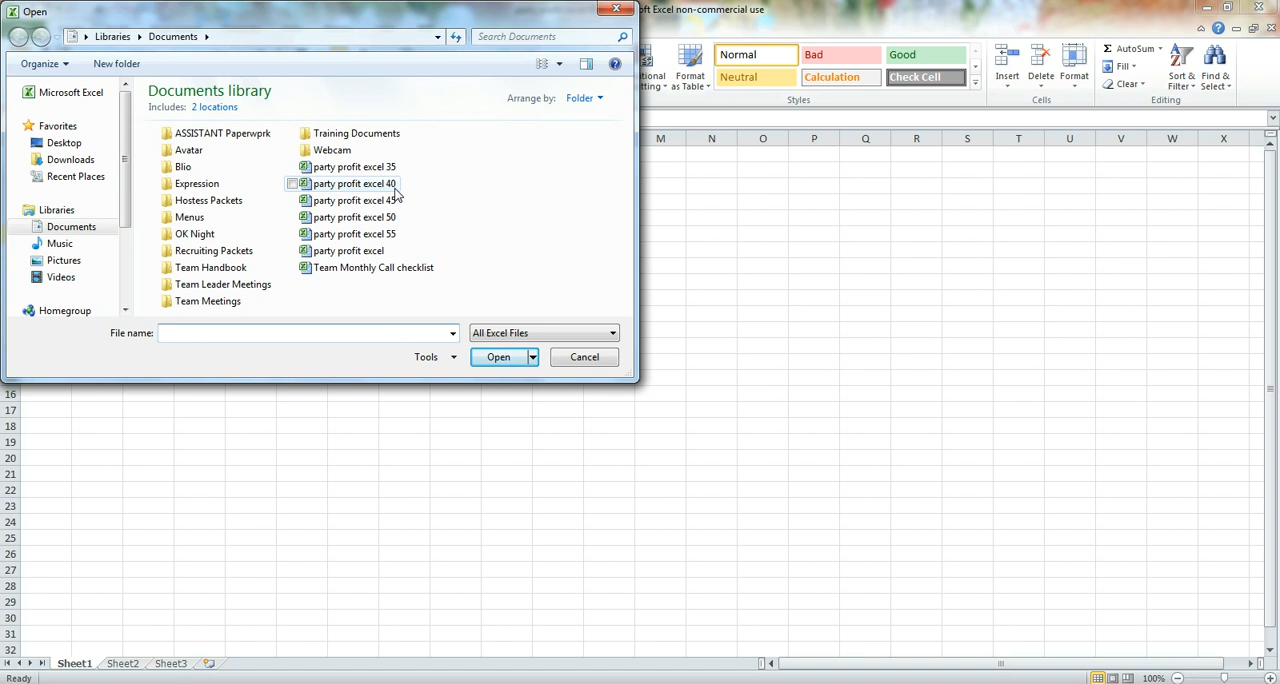 Open
oft Excel non-commercial use
Libraries
Documents
Search Documents
Organize
New folder
Microsoft Excel
Favorites
Desktop
Downloads
Recent Places
Libraries
Documents
Music
Pictures
Videos
Homegroup
Documents library
Includes: 2 locations
Arrange by: Folder
ASSISTANT Paperwprk
Avatar
Blio
Expression
Hostess Packets
Menus
OK Night
Recruiting Packets
Team Handbook
Team Leader Meetings
Team Meetings
Training Documents
Webcam
party profit excel 35
party profit excel 40
party profit excel 45
party profit excel 50
party profit excel 55
party profit excel
Team Monthly Call checklist
File name:
All Excel Files
Tools
Open
Cancel
itional
Format
as Table
Normal
Bad
Good
Neutral
Calculation
Check Cell
Styles
Insert
Delete
Format
Cells
Σ AutoSum
Fill
Clear
Sort &
Filter
Find &
Select
Editing
M N O P Q R S T U V W X
16
17
18
19
20
21
22
23
24
25
26
27
28
29
30
31
32
Sheet1 Sheet2 Sheet3
Ready
100%